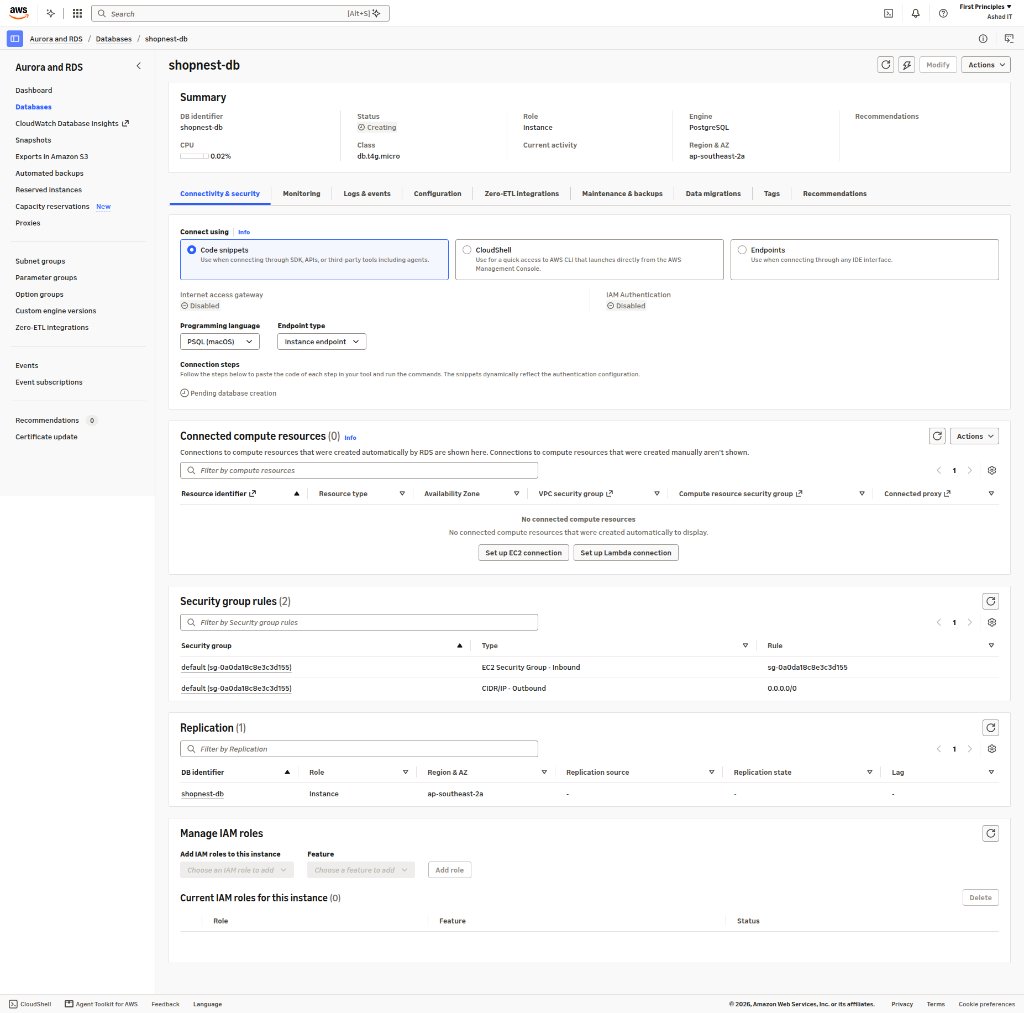 aws
Search [Alt+S]
First Principles
Ashad IT
Aurora and RDS / Databases / shopnest-db
Aurora and RDS
Dashboard
Databases
CloudWatch Database Insights
Snapshots
Exports in Amazon S3
Automated backups
Reserved instances
Capacity reservations New
Proxies
Subnet groups
Parameter groups
Option groups
Custom engine versions
Zero-ETL integrations
Events
Event subscriptions
Recommendations 0
Certificate update
shopnest-db
Modify
Actions
Summary
DB identifier
shopnest-db
Status
Creating
Role
Instance
Engine
PostgreSQL
Recommendations
CPU
0.02%
Class
db.t4g.micro
Current activity
Region & AZ
ap-southeast-2a
Connectivity & security
Monitoring
Logs & events
Configuration
Zero-ETL integrations
Maintenance & backups
Data migrations
Tags
Recommendations
Connect using Info
Code snippets
Use when connecting through SDK, APIs, or third-party tools including agents.
CloudShell
Use for a quick access to AWS CLI that launches directly from the AWS
Management Console.
Endpoints
Use when connecting through any IDE interface.
Internet access gateway
Disabled
IAM Authentication
Disabled
Programming language
PSQL (macOS)
Endpoint type
Instance endpoint
Connection steps
Follow the steps below to paste the code of each step in your tool and run the commands. The snippets dynamically reflect the authentication configuration.
Pending database creation
Connected compute resources (0) Info
Actions
Connections to compute resources that were created automatically by RDS are shown here. Connections to compute resources that were created manually aren't shown.
Filter by compute resources
1
Resource identifier Resource type Availability Zone VPC security group Compute resource security group Connected proxy
No connected compute resources
No connected compute resources that were created automatically to display.
Set up EC2 connection Set up Lambda connection
Security group rules (2)
Filter by Security group rules
1
Security group Type Rule
default (sg-0a0da18c8e3c3d155) EC2 Security Group - Inbound sg-0a0da18c8e3c3d155
default (sg-0a0da18c8e3c3d155) CIDR/IP - Outbound 0.0.0.0/0
Replication (1)
Filter by Replication
1
DB identifier Role Region & AZ Replication source Replication state Lag
shopnest-db Instance ap-southeast-2a - - -
Manage IAM roles
Add IAM roles to this instance
Choose an IAM role to add
Feature
Choose a feature to add
Add role
Current IAM roles for this instance (0)
Delete
Role Feature Status
CloudShell Agent Toolkit for AWS Feedback Language
© 2026, Amazon Web Services, Inc. or its affiliates. Privacy Terms Cookie preferences